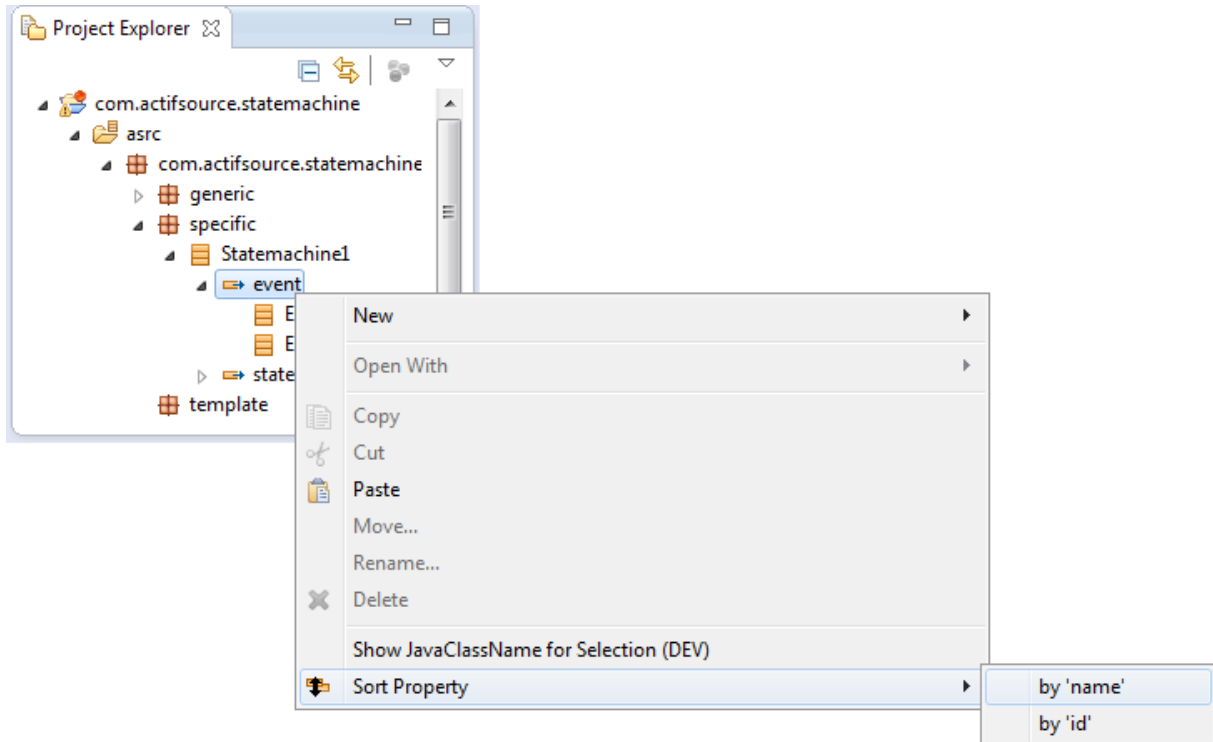 Project Explorer
com.actifsource.statemachine
asrc
com.actifsource.statemachine
generic
specific
Statemachine1
event
E
E
state
template
New
Open With
Copy
Cut
Paste
Move...
Rename...
Delete
Show JavaClassName for Selection (DEV)
Sort Property
by 'name'
by 'id'